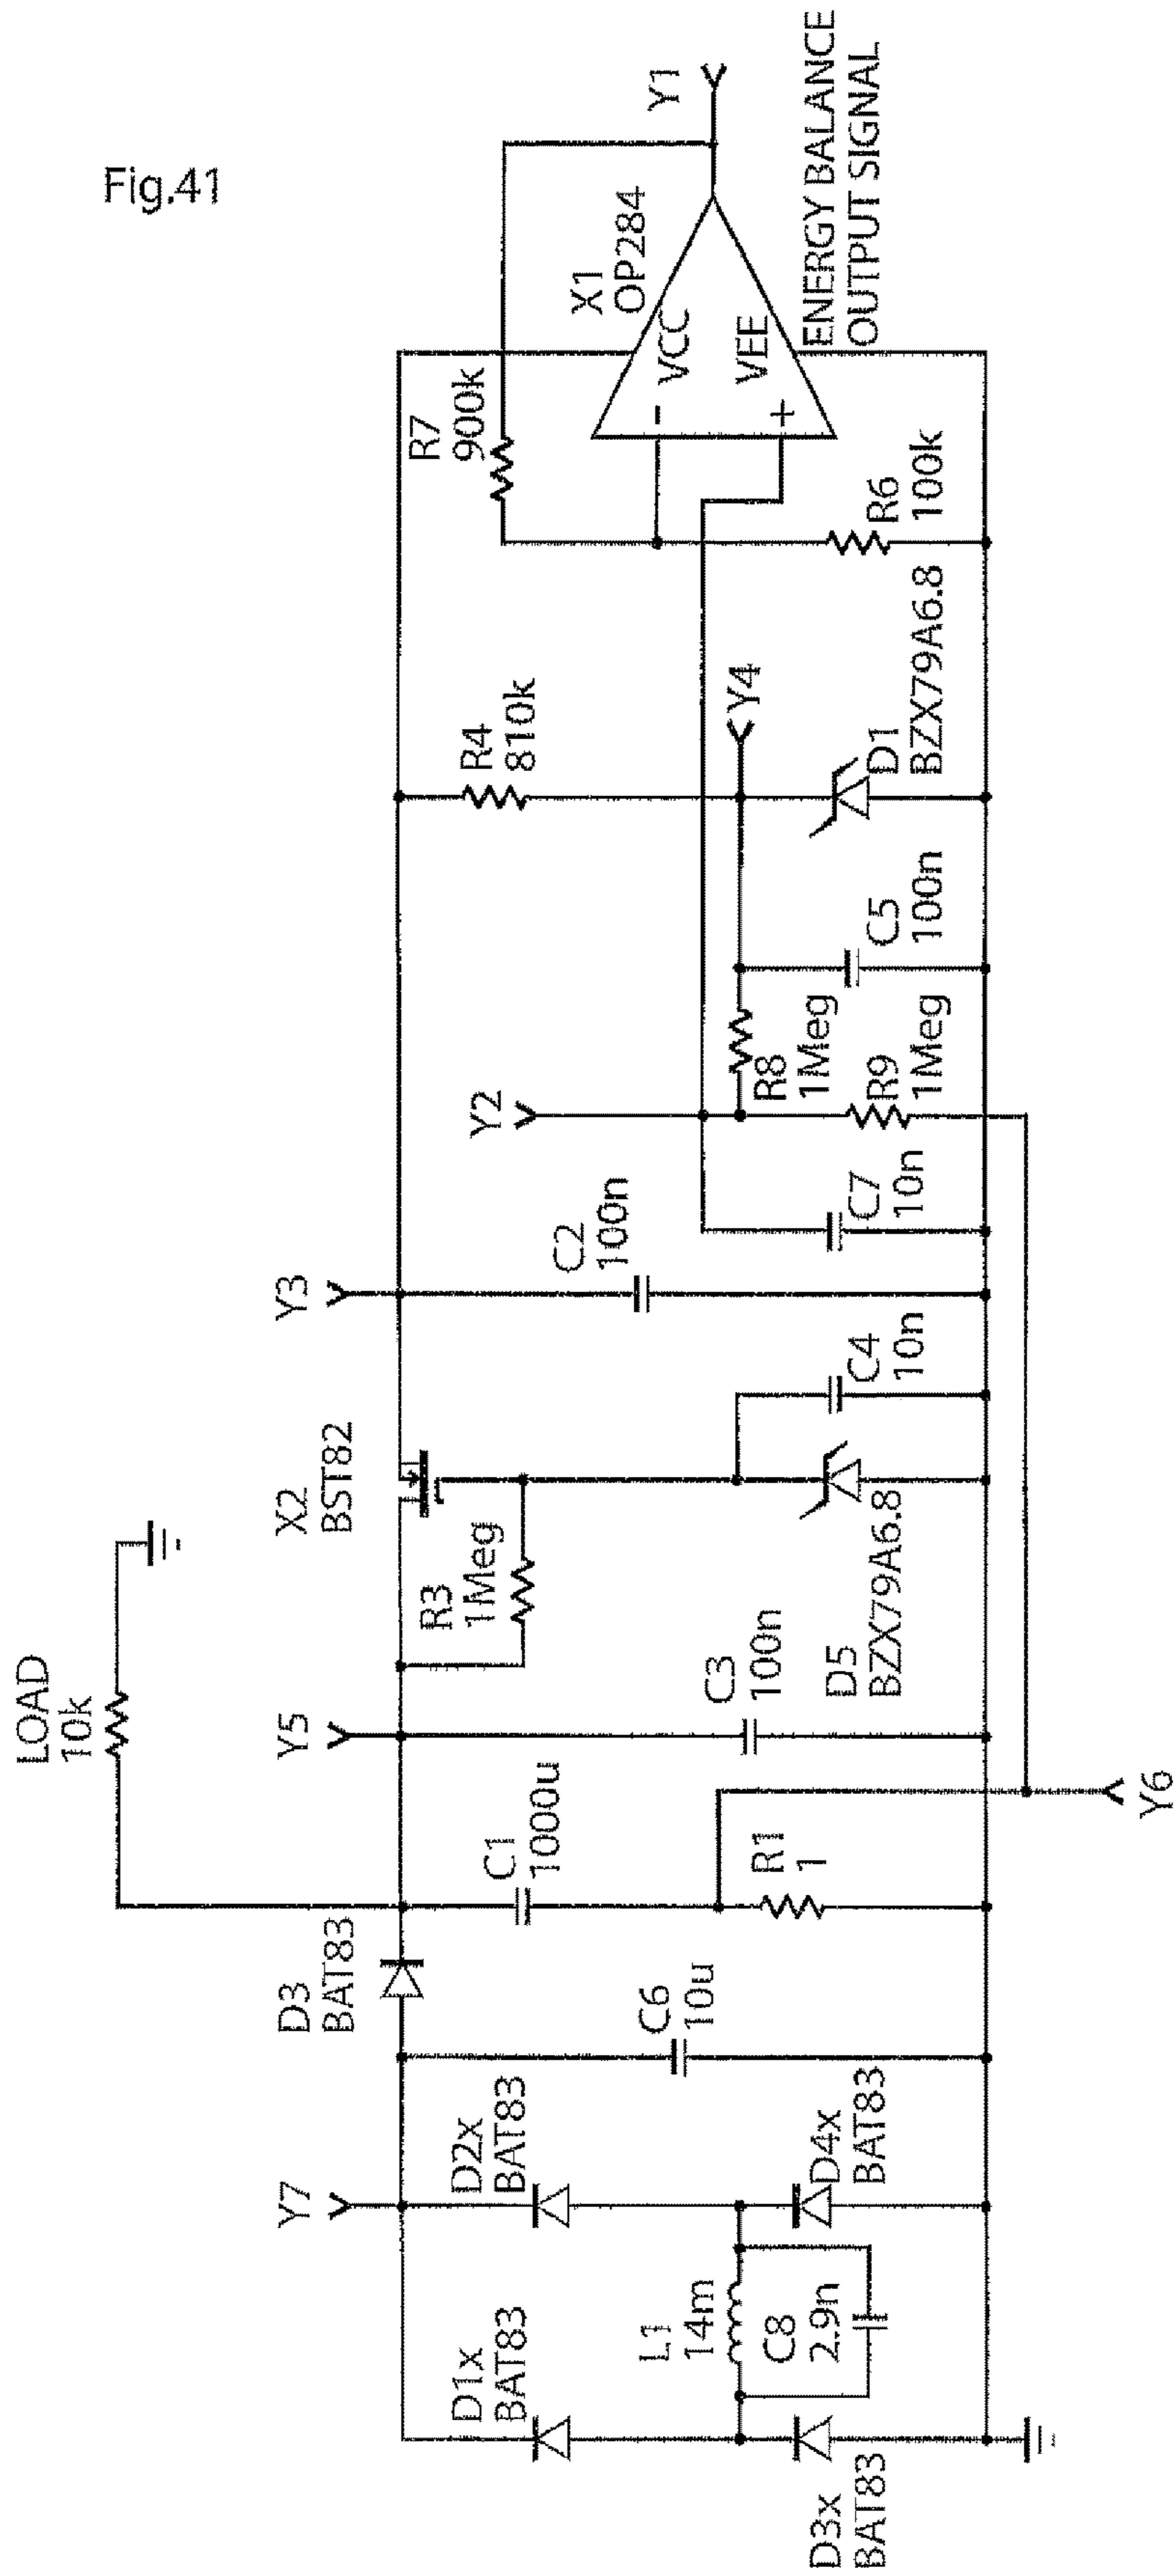 Fig.41
LOAD
10k
D3
BAT83
Y7
D1x
BAT83
D2x
BAT83
L1
14m
C8
2.9n
D3x
BAT83
D4x
BAT83
C6
10u
C1
1000u
R1
1
Y5
Y6
C3
100n
R3
1Meg
X2
BST82
D5
BZX79A6.8
C4
10n
Y3
C2
100n
C7
10n
Y2
R8
1Meg
R9
1Meg
C5
100n
R4
810k
Y4
D1
BZX79A6.8
R7
900k
R6
100k
X1
OP284
VCC
VEE
-
+
Y1
ENERGY BALANCE
OUTPUT SIGNAL